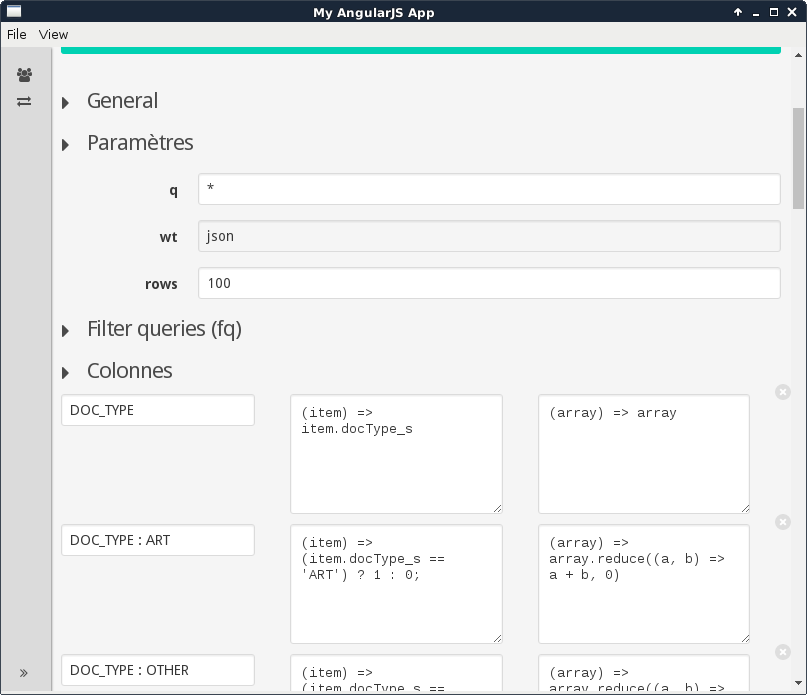 My AngularJS App
File View
General
Paramètres
q *
wt json
rows 100
Filter queries (fq)
Colonnes
DOC_TYPE
(item) =>
item.docType_s
(array) => array
DOC_TYPE : ART
(item) =>
(item.docType_s ==
'ART') ? 1 : 0;
(array) =>
array.reduce((a, b) =>
a + b, 0)
DOC_TYPE : OTHER
(item) =>
(item.docType_s ==
(array) =>
array.reduce((a, b) =>